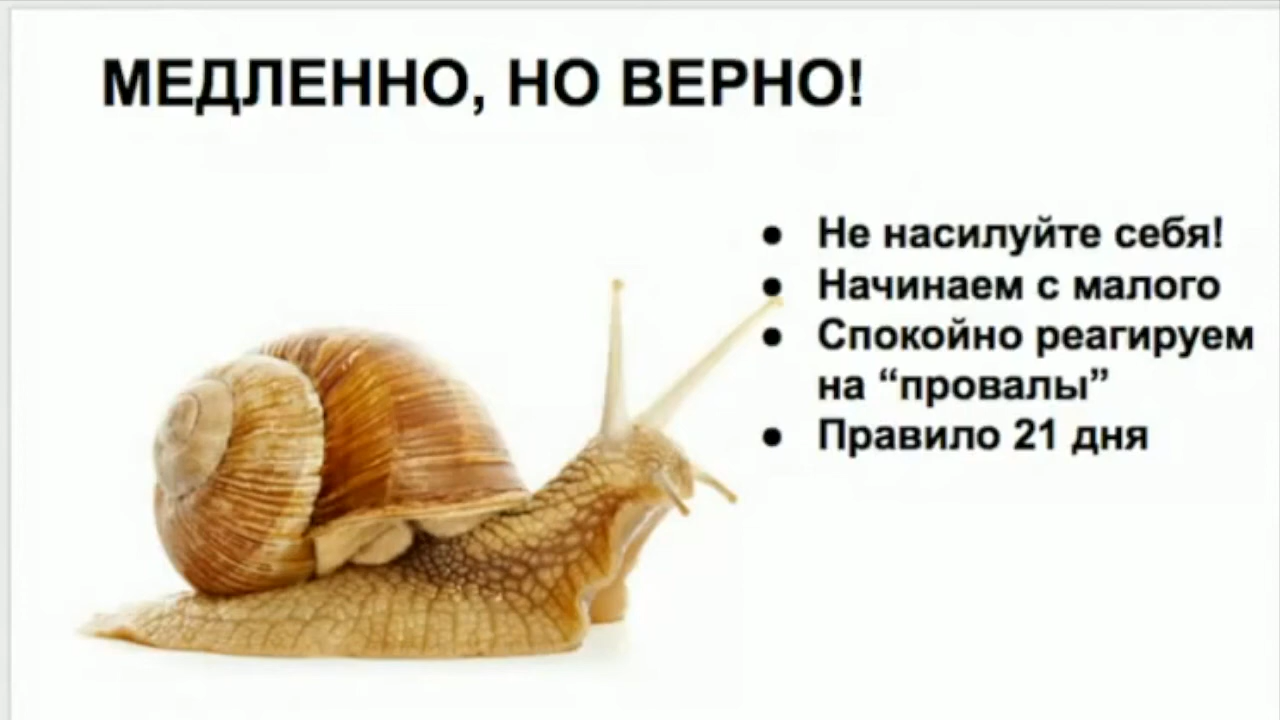 МЕДЛЕННО, НО ВЕРНО!
● Не насилуйте себя!
● Начинаем с малого
● Спокойно реагируем
на “провалы”
● Правило 21 дня